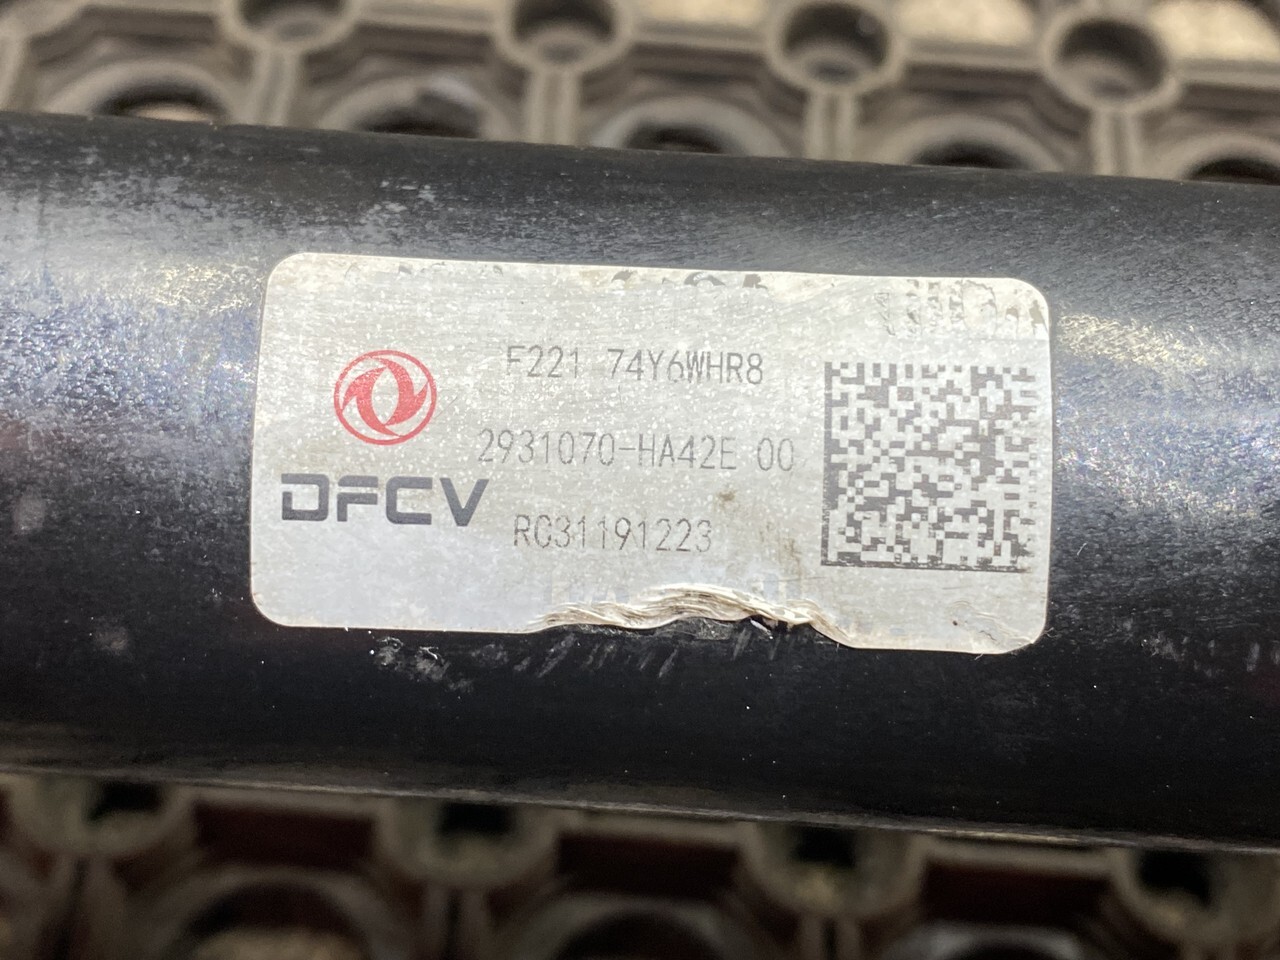 F221 74Y6WHR8
2931070-HA42E 00
DFCV
RC31191223